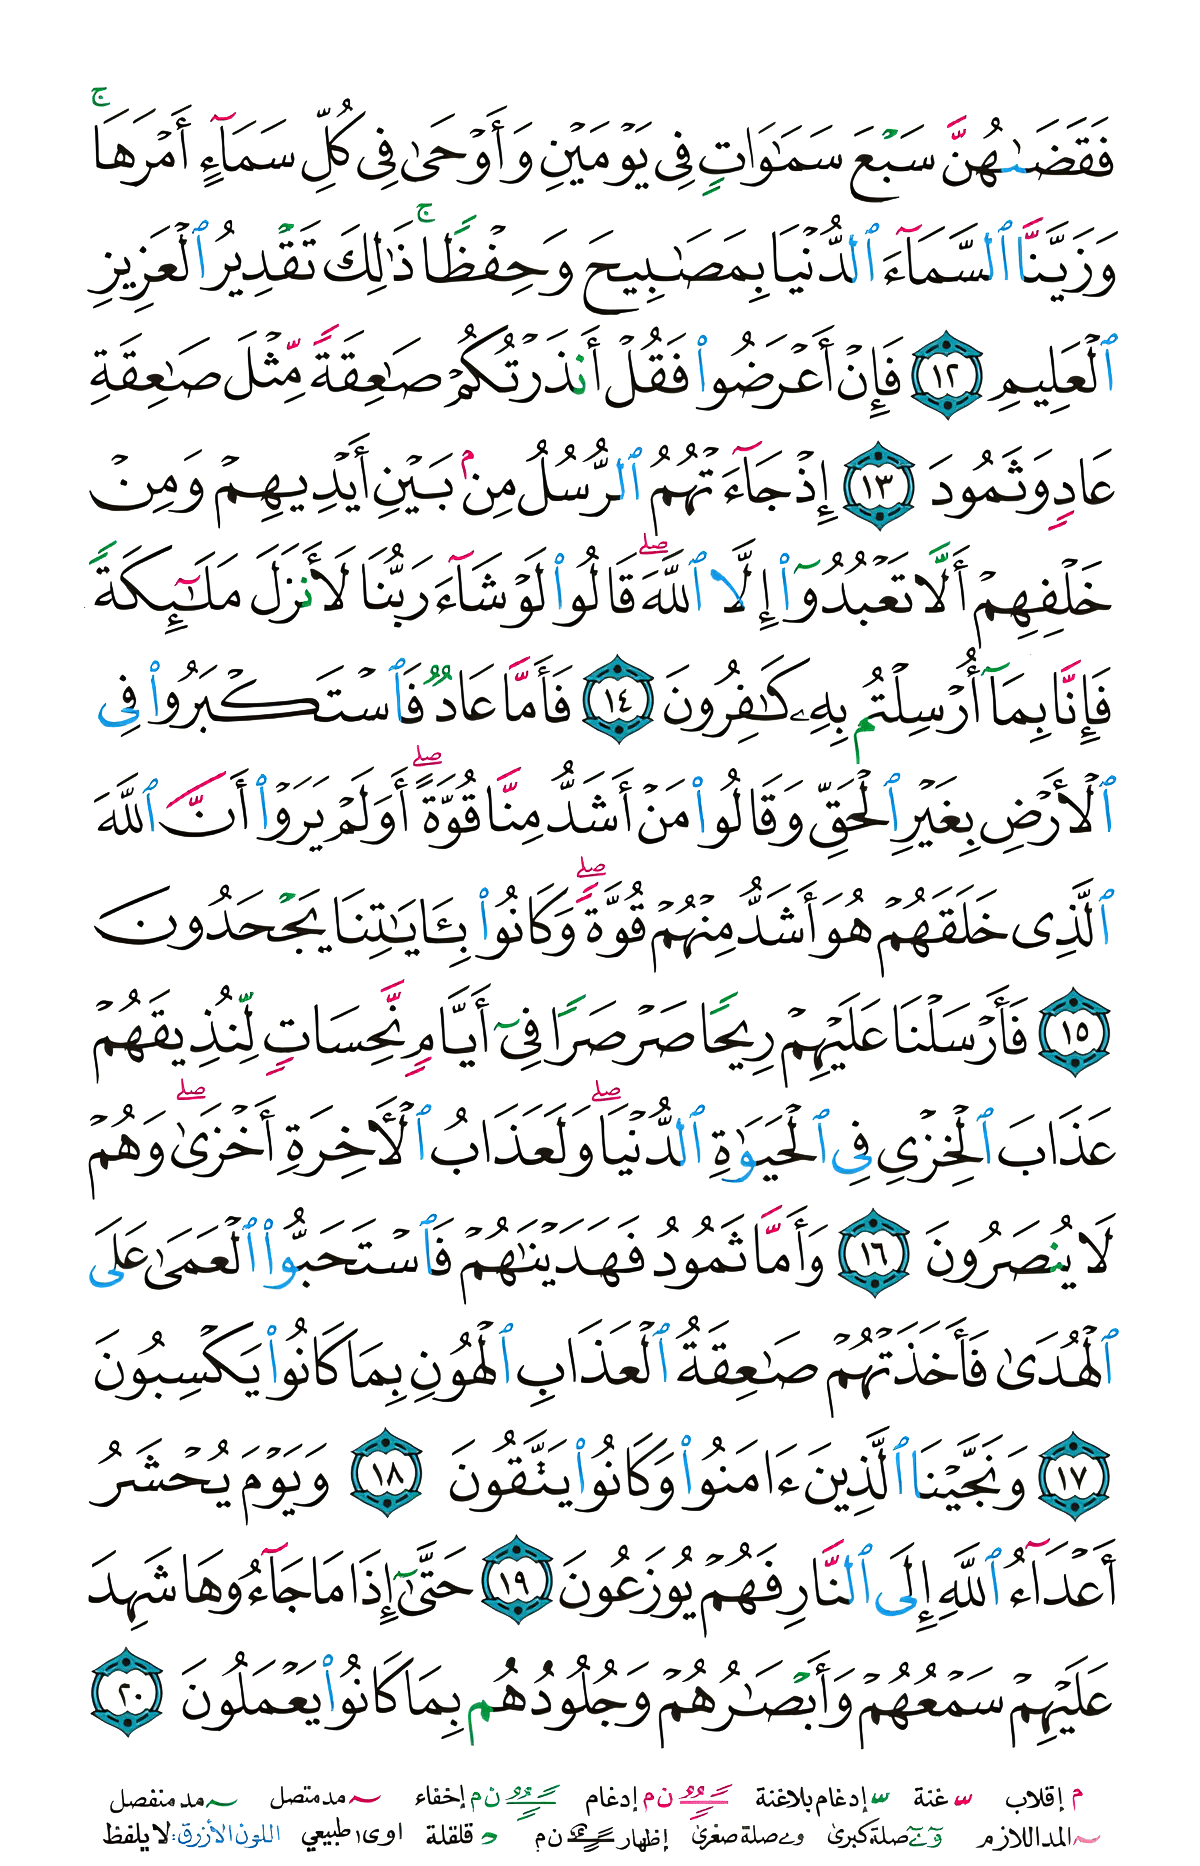 فَقَضَىٰهُنَّ سَبْعَ سَمَٰوَاتٍ فِى يَوْمَيْنِ وَأَوْحَىٰ فِى كُلِّ سَمَآءٍ أَمْرَهَا ۚ
وَزَيَّنَّا ٱلسَّمَآءَ ٱلدُّنْيَا بِمَصَٰبِيحَ وَحِفْظًا ۚ ذَٰلِكَ تَقْدِيرُ ٱلْعَزِيزِ
ٱلْعَلِيمِ ١٢ فَإِنْ أَعْرَضُوا۟ فَقُلْ أَنذَرْتُكُمْ صَٰعِقَةً مِّثْلَ صَٰعِقَةِ
عَادٍ وَثَمُودَ ١٣ إِذْ جَآءَتْهُمُ ٱلرُّسُلُ مِنۢ بَيْنِ أَيْدِيهِمْ وَمِنْ
خَلْفِهِمْ أَلَّا تَعْبُدُوٓا۟ إِلَّا ٱللَّهَ ۖ قَالُوا۟ لَوْ شَآءَ رَبُّنَا لَأَنزَلَ مَلَٰٓئِكَةً
فَإِنَّا بِمَآ أُرْسِلْتُم بِهِۦ كَٰفِرُونَ ١٤ فَأَمَّا عَادٌ فَٱسْتَكْبَرُوا۟ فِى
ٱلْأَرْضِ بِغَيْرِ ٱلْحَقِّ وَقَالُوا۟ مَنْ أَشَدُّ مِنَّا قُوَّةً ۖ أَوَلَمْ يَرَوْا۟ أَنَّ ٱللَّهَ
ٱلَّذِى خَلَقَهُمْ هُوَ أَشَدُّ مِنْهُمْ قُوَّةً ۖ وَكَانُوا۟ بِـَٔايَٰتِنَا يَجْحَدُونَ
١٥ فَأَرْسَلْنَا عَلَيْهِمْ رِيحًا صَرْصَرًا فِىٓ أَيَّامٍ نَّحِسَاتٍ لِّنُذِيقَهُمْ
عَذَابَ ٱلْخِزْىِ فِى ٱلْحَيَوٰةِ ٱلدُّنْيَا ۖ وَلَعَذَابُ ٱلْأَخِرَةِ أَخْزَىٰ ۖ وَهُمْ
لَا يُنصَرُونَ ١٦ وَأَمَّا ثَمُودُ فَهَدَيْنَٰهُمْ فَٱسْتَحَبُّوا۟ ٱلْعَمَىٰ عَلَى
ٱلْهُدَىٰ فَأَخَذَتْهُمْ صَٰعِقَةُ ٱلْعَذَابِ ٱلْهُونِ بِمَا كَانُوا۟ يَكْسِبُونَ
١٧ وَنَجَّيْنَا ٱلَّذِينَ ءَامَنُوا۟ وَكَانُوا۟ يَتَّقُونَ ١٨ وَيَوْمَ يُحْشَرُ
أَعْدَآءُ ٱللَّهِ إِلَى ٱلنَّارِ فَهُمْ يُوزَعُونَ ١٩ حَتَّىٰٓ إِذَا مَا جَآءُوهَا شَهِدَ
عَلَيْهِمْ سَمْعُهُمْ وَأَبْصَٰرُهُمْ وَجُلُودُهُم بِمَا كَانُوا۟ يَعْمَلُونَ ٢٠
م إقلاب غنة إدغام بلاغنة ن م إدغام ن م إخفاء مد متصل مد منفصل
المد اللازم و ے صلة كبرى و ے صلة صغرى إظهار ن م قلقلة ا و ى طبيعي اللون الأزرق: لا يلفظ